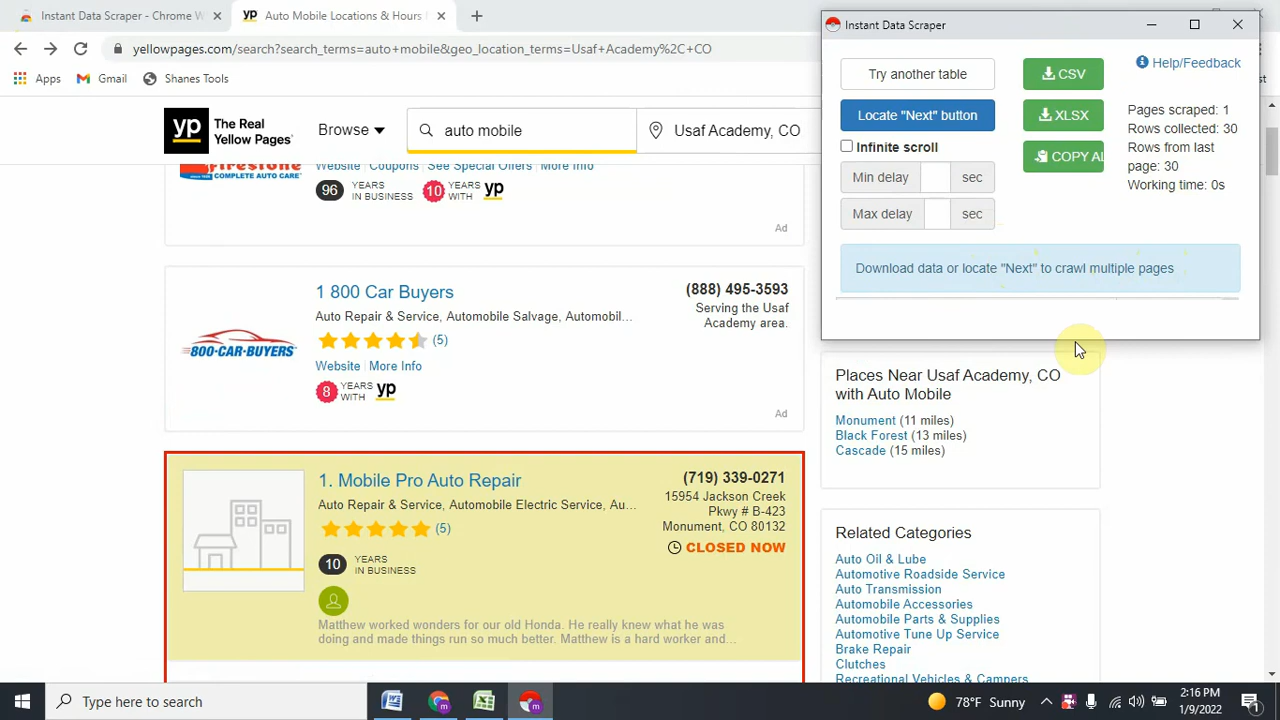 Instant Data Scraper - Chrome W
Auto Mobile Locations & Hours
yellowpages.com/search?search_terms=auto+mobile&geo_location_terms=Usaf+Academy%2C+CO
Apps
Gmail
Shanes Tools
yp
The Real
Yellow Pages®
Browse
auto mobile
Usaf Academy, CO
Firestone
COMPLETE AUTO CARE
Website
Coupons
See Special Offers
More Info
96
YEARS
IN BUSINESS
10
YEARS
WITH
yp
Ad
800-CAR-BUYERS
1 800 Car Buyers
Auto Repair & Service, Automobile Salvage, Automobil...
(5)
Website
More Info
8
YEARS
WITH
yp
(888) 495-3593
Serving the Usaf
Academy area.
Ad
1. Mobile Pro Auto Repair
Auto Repair & Service, Automobile Electric Service, Au...
(5)
10
YEARS
IN BUSINESS
Matthew worked wonders for our old Honda. He really knew what he was
doing and made things run so much better. Matthew is a hard worker and...
(719) 339-0271
15954 Jackson Creek
Pkwy # B-423
Monument, CO 80132
CLOSED NOW
Instant Data Scraper
Try another table
Locate "Next" button
Infinite scroll
Min delay
sec
Max delay
sec
CSV
XLSX
COPY AL
Help/Feedback
Pages scraped: 1
Rows collected: 30
Rows from last
page: 30
Working time: 0s
Download data or locate "Next" to crawl multiple pages
Places Near Usaf Academy, CO
with Auto Mobile
Monument (11 miles)
Black Forest (13 miles)
Cascade (15 miles)
Related Categories
Auto Oil & Lube
Automotive Roadside Service
Auto Transmission
Automobile Accessories
Automobile Parts & Supplies
Automotive Tune Up Service
Brake Repair
Clutches
Recreational Vehicles & Campers
Type here to search
78°F Sunny
2:16 PM
1/9/2022
1